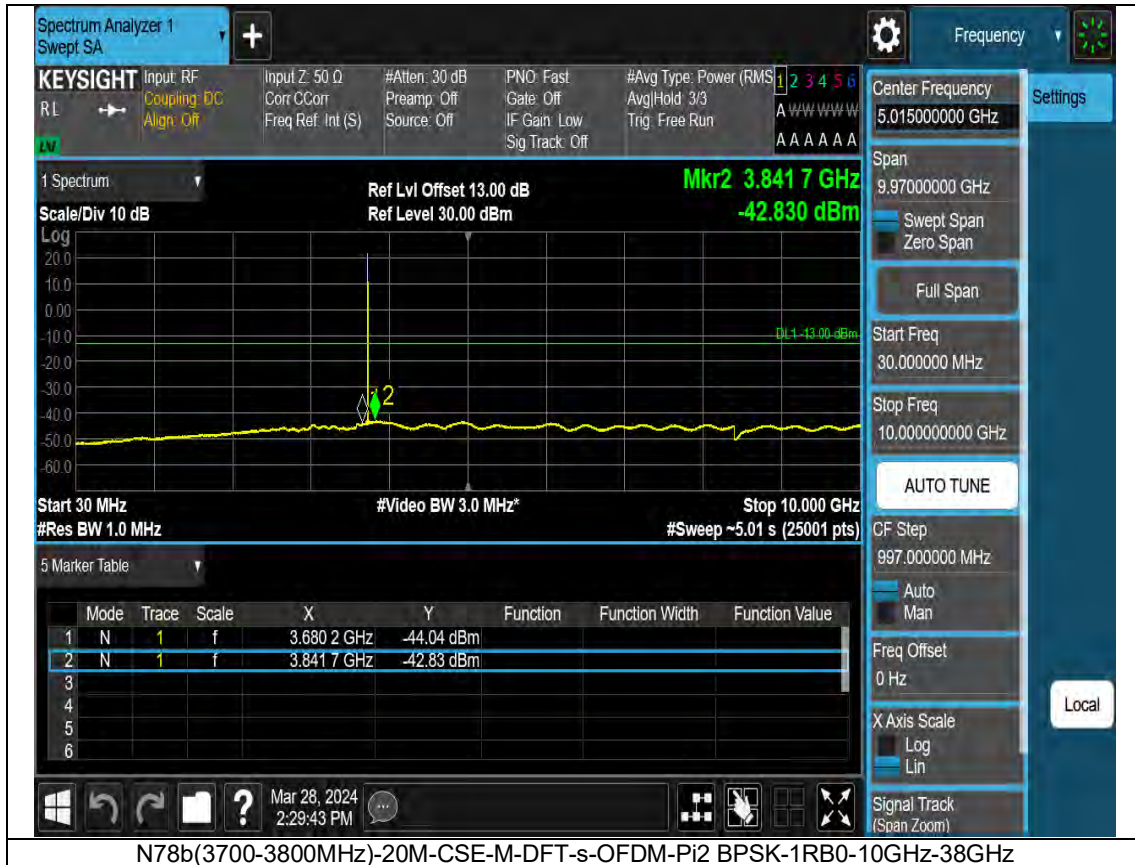 Spectrum Analyzer 1
Swept SA
+
Frequency
KEYSIGHT
RL
Input: RF
Coupling: DC
Align: Off
Input Z: 50 Ω
Corr CCorr
Freq Ref: Int (S)
#Atten: 30 dB
Preamp: Off
Source: Off
PNO: Fast
Gate: Off
IF Gain: Low
Sig Track: Off
#Avg Type: Power (RMS
Avg|Hold: 3/3
Trig: Free Run
1 2 3 4 5 6
A W W W W W
A A A A A A
1 Spectrum
Scale/Div 10 dB
Log
Ref Lvl Offset 13.00 dB
Ref Level 30.00 dBm
Mkr2 3.841 7 GHz
-42.830 dBm
20.0
10.0
0.00
-10.0
DL1 -13.00 dBm
-20.0
-30.0
2
-40.0
-50.0
-60.0
Start 30 MHz
#Video BW 3.0 MHz*
Stop 10.000 GHz
#Res BW 1.0 MHz
#Sweep ~5.01 s (25001 pts)
5 Marker Table
Mode Trace Scale X Y Function Function Width Function Value
1 N 1 f 3.680 2 GHz -44.04 dBm
2 N 1 f 3.841 7 GHz -42.83 dBm
3
4
5
6
?
Mar 28, 2024
2:29:43 PM
Center Frequency
5.015000000 GHz
Settings
Span
9.97000000 GHz
Swept Span
Zero Span
Full Span
Start Freq
30.000000 MHz
Stop Freq
10.000000000 GHz
AUTO TUNE
CF Step
997.000000 MHz
Auto
Man
Freq Offset
0 Hz
Local
X Axis Scale
Log
Lin
Signal Track
(Span Zoom)
N78b(3700-3800MHz)-20M-CSE-M-DFT-s-OFDM-Pi2 BPSK-1RB0-10GHz-38GHz